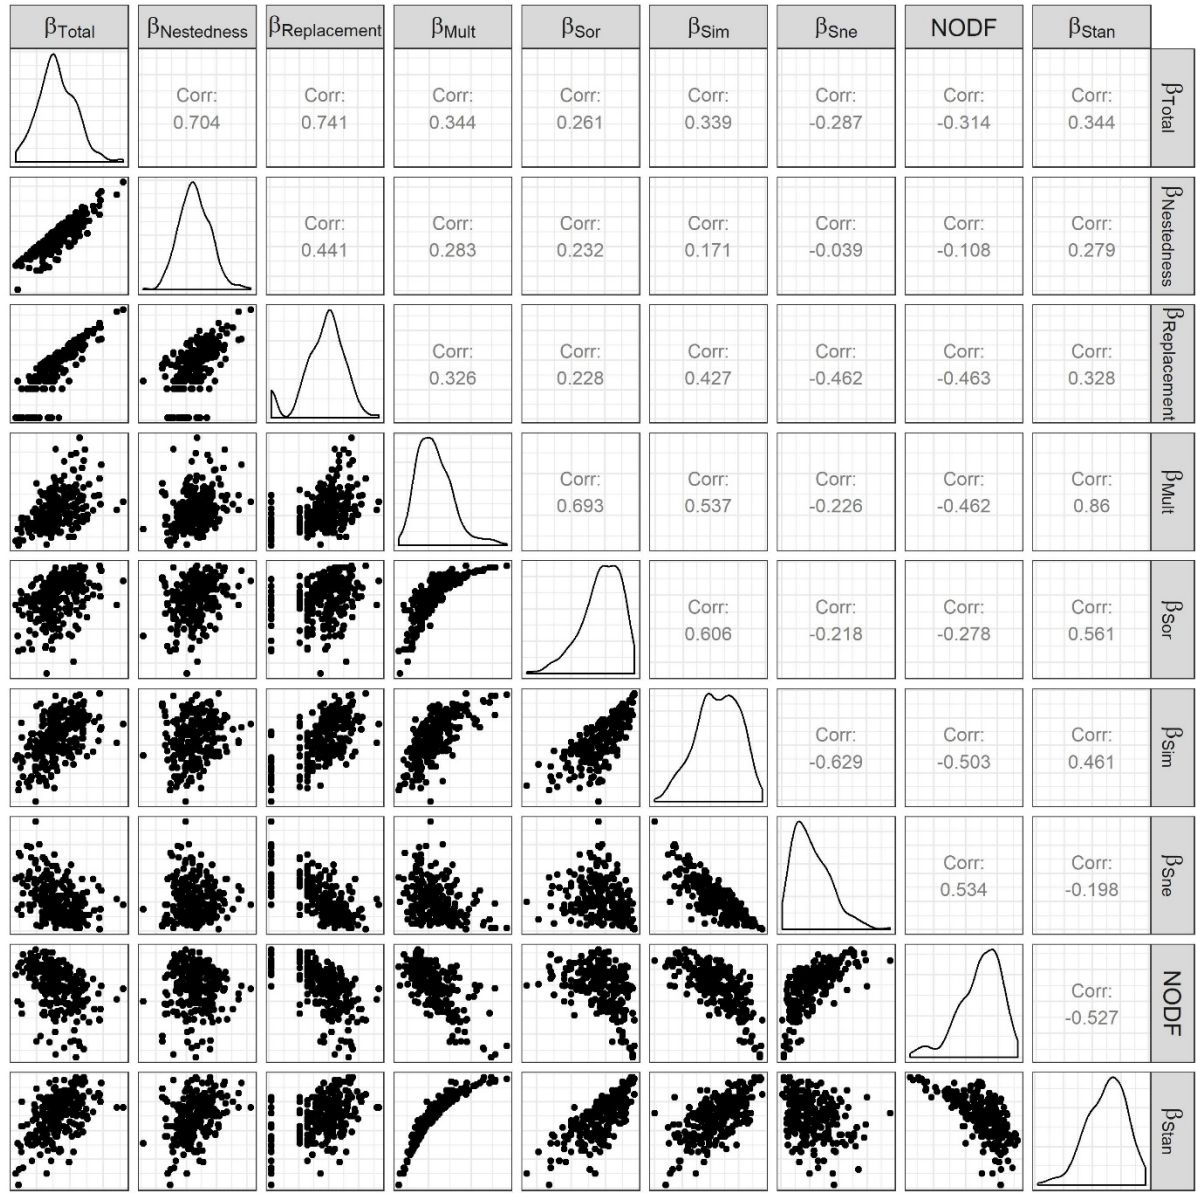 βTotal βNestedness βReplacement βMult βSor βSim βSne NODF βStan
Corr: Corr: Corr: Corr: Corr: Corr: Corr: Corr:
0.704 0.741 0.344 0.261 0.339 -0.287 -0.314 0.344
βTotal
Corr: Corr: Corr: Corr: Corr: Corr: Corr:
0.441 0.283 0.232 0.171 -0.039 -0.108 0.279
βNestedness
Corr: Corr: Corr: Corr: Corr: Corr:
0.326 0.228 0.427 -0.462 -0.463 0.328
βReplacement
Corr: Corr: Corr: Corr: Corr:
0.693 0.537 -0.226 -0.462 0.86
βMult
Corr: Corr: Corr: Corr:
0.606 -0.218 -0.278 0.561
βSor
Corr: Corr: Corr:
-0.629 -0.503 0.461
βSim
Corr: Corr:
0.534 -0.198
βSne
Corr:
-0.527
NODF
βStan